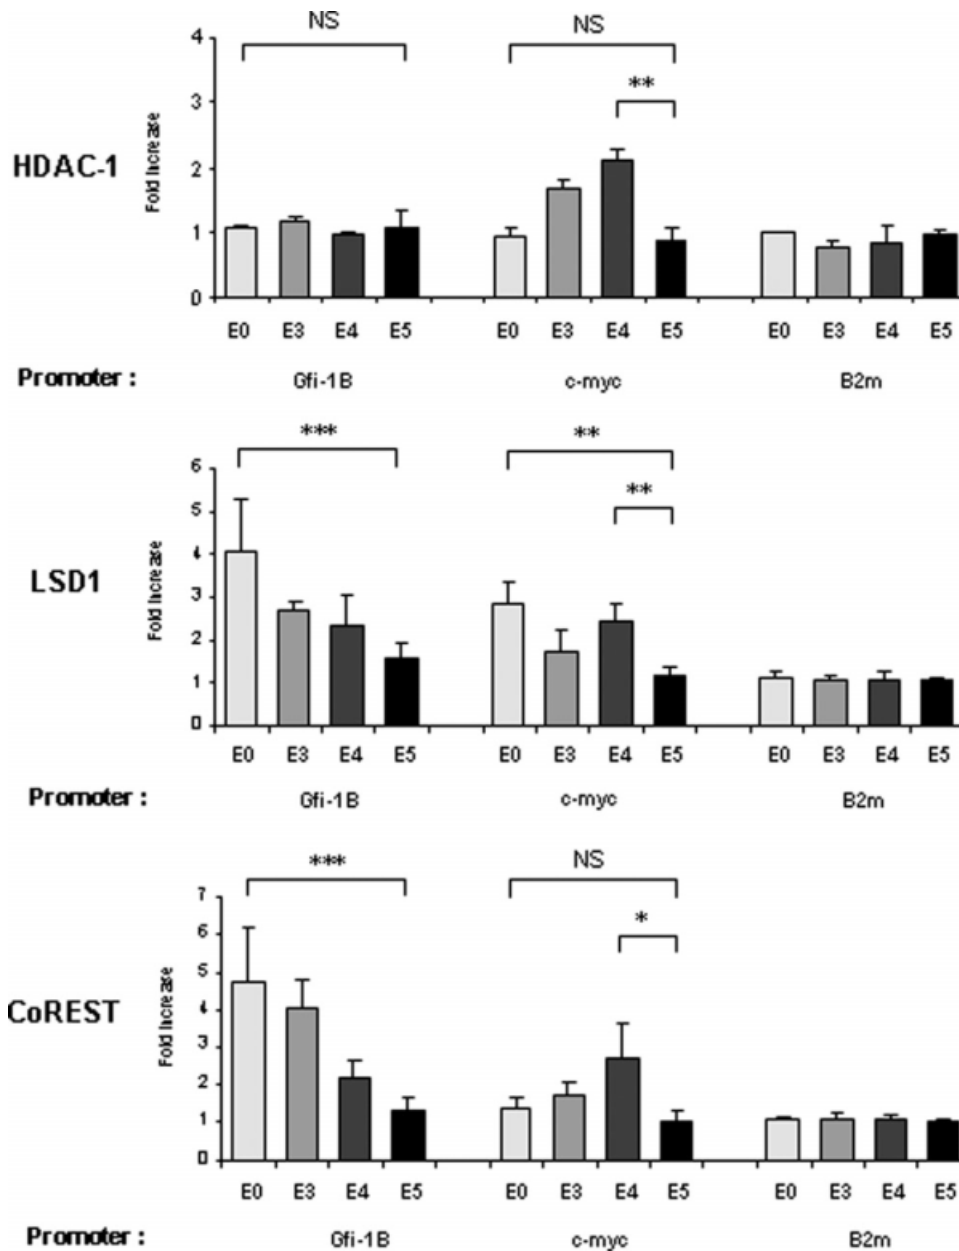 NS NS
4
**
3
HDAC-1
Fold Increase
2
1
0
E0 E3 E4 E5 E0 E3 E4 E5 E0 E3 E4 E5
Promoter : Gfi-1B c-myc B2m
*** **
6
**
5
4
LSD1
Fold Increase
3
2
1
0
E0 E3 E4 E5 E0 E3 E4 E5 E0 E3 E4 E5
Promoter : Gfi-1B c-myc B2m
*** NS
7
*
6
5
CoREST
Fold Increase
4
3
2
1
0
E0 E3 E4 E5 E0 E3 E4 E5 E0 E3 E4 E5
Promoter : Gfi-1B c-myc B2m